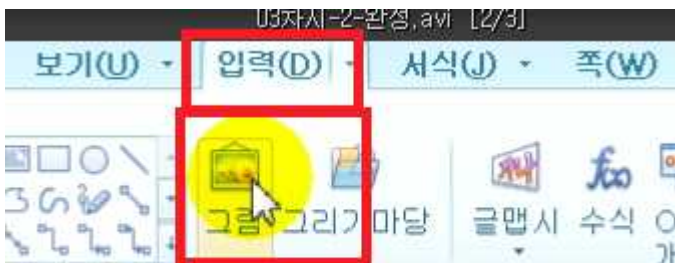 03차시-2-완성.avi [2/3]
보기(U) 입력(D) 서식(J) 쪽(W)
그림 그리기마당 글맵시 수식